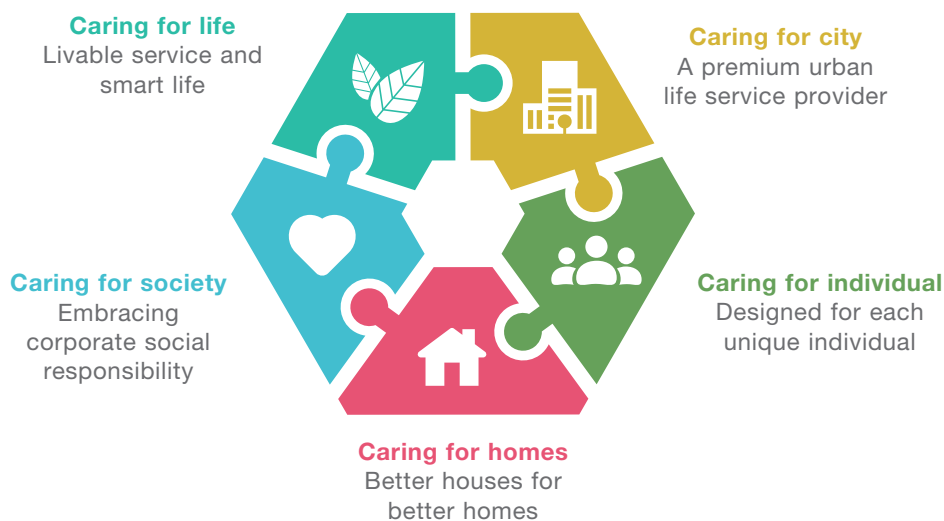 Caring for life
Livable service and
smart life
Caring for city
A premium urban
life service provider
Caring for society
Embracing
corporate social
responsibility
Caring for individual
Designed for each
unique individual
Caring for homes
Better houses for
better homes